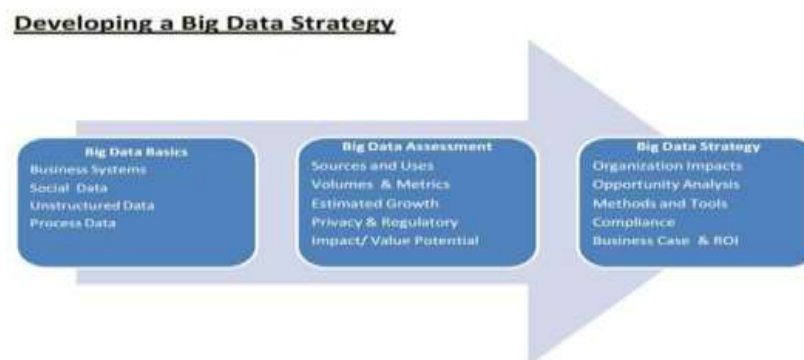 Developing a Big Data Strategy
Big Data Basics
Business Systems
Social Data
Unstructured Data
Process Data
Big Data Assessment
Sources and Uses
Volumes & Metrics
Estimated Growth
Privacy & Regulatory
Impact/ Value Potential
Big Data Strategy
Organization Impacts
Opportunity Analysis
Methods and Tools
Compliance
Business Case & ROI